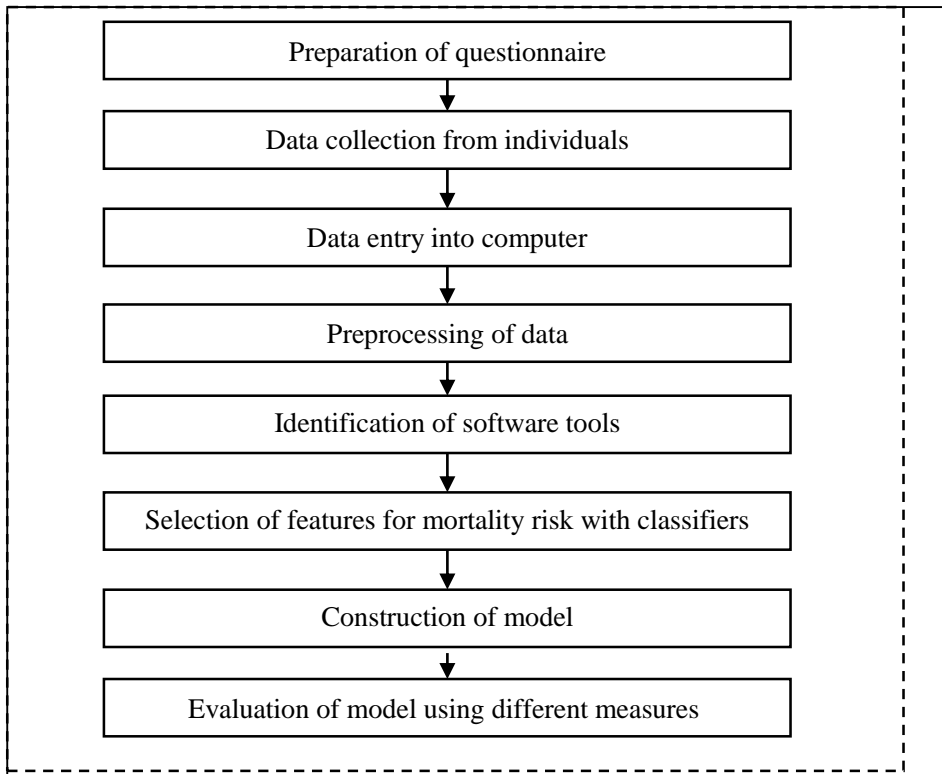 Preparation of questionnaire
Data collection from individuals
Data entry into computer
Preprocessing of data
Identification of software tools
Selection of features for mortality risk with classifiers
Construction of model
Evaluation of model using different measures